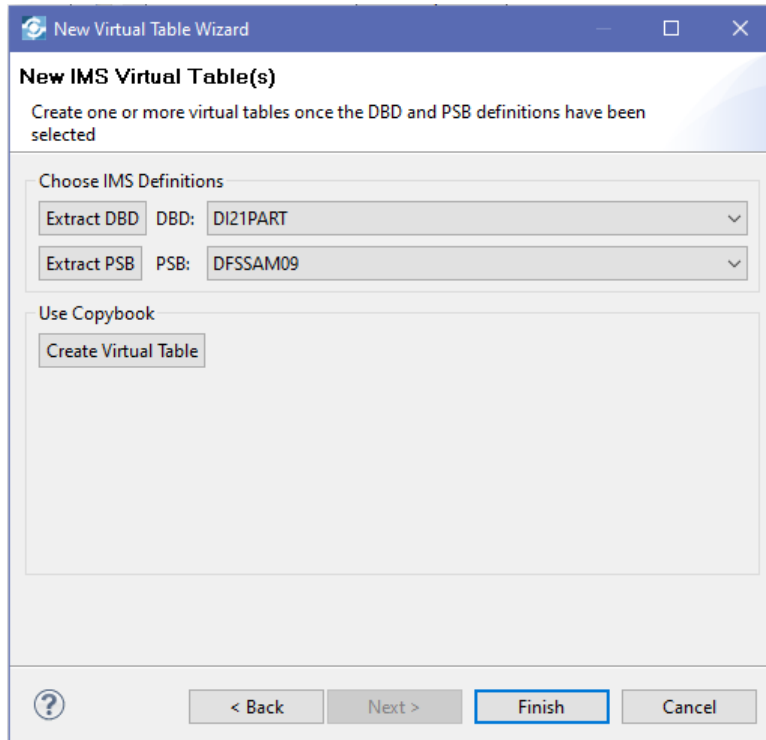 New Virtual Table Wizard
New IMS Virtual Table(s)
Create one or more virtual tables once the DBD and PSB definitions have been
selected
Choose IMS Definitions
Extract DBD DBD: DI21PART
Extract PSB PSB: DFSSAM09
Use Copybook
Create Virtual Table
? < Back Next > Finish Cancel